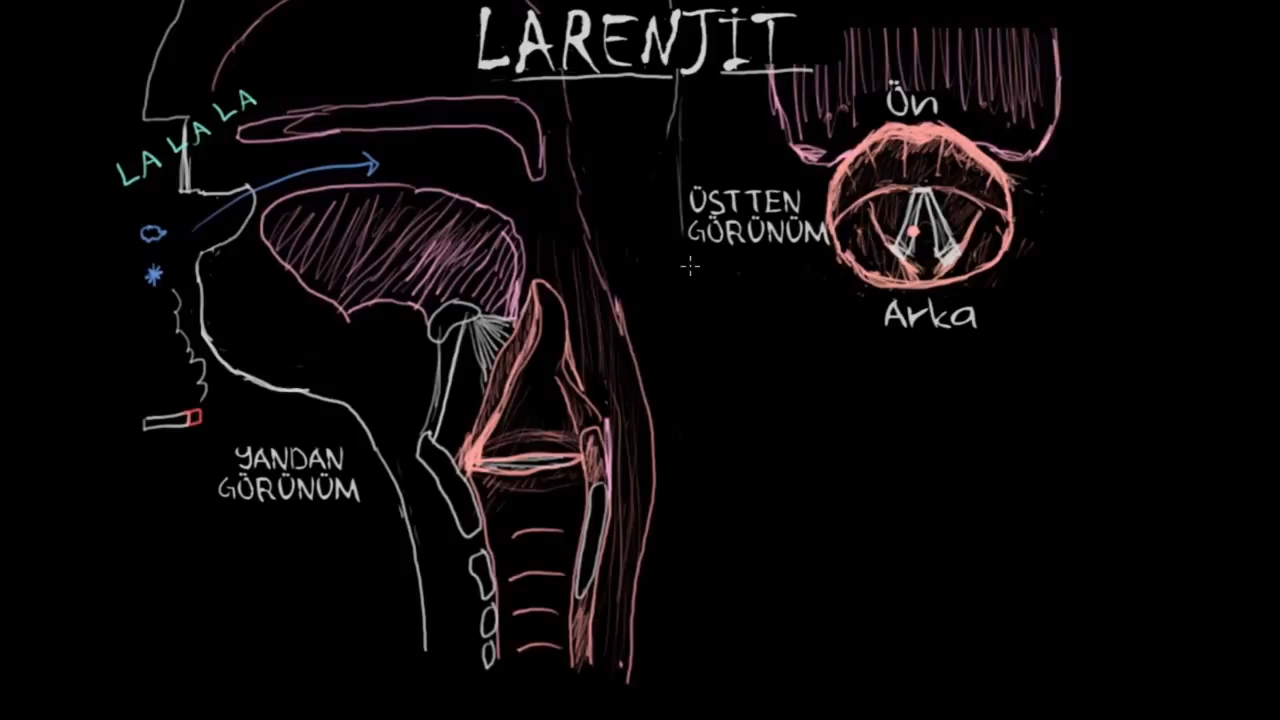 LARENJİT
LA LA LA
Ön
ÜSTTEN
GÖRÜNÜM
Arka
YANDAN
GÖRÜNÜM